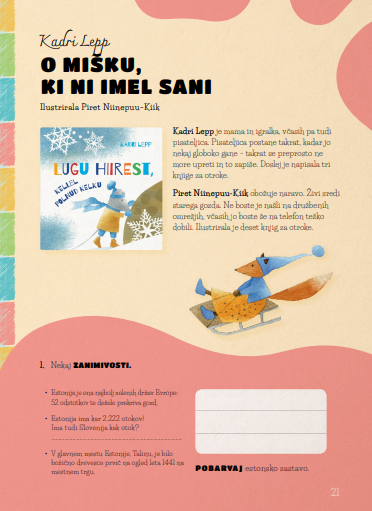 Kadri Lepp
O MIŠKU,
KI NI IMEL SANI
Ilustrirala Piret Niinepuu-Kiik
KADRI LEPP
LUGU HIIREST,
KELLEL
POLNUD KELKU
Kadri Lepp je mama in igralka, včasih pa tudi
pisateljica. Pisateljica postane takrat, kadar jo
nekaj globoko gane – takrat se preprosto ne
more upreti in to zapiše. Doslej je napisala tri
knjige za otroke.
Piret Niinepuu-Kiik obožuje naravo. Živi sredi
starega gozda. Ne boste je našli na družbenih
omrežjih, včasih jo boste še na telefon težko
dobili. Ilustrirala je deset knjig za otroke.
1. Nekaj ZANIMIVOSTI.
• Estonija je ena najbolj zelenih držav Evrope:
52 odstotkov te dežele prekriva gozd.
• Estonija ima kar 2.222 otokov!
Ima tudi Slovenija kak otok?
• V glavnem mestu Estonije, Talinu, je bilo
božično drevesce prvič na ogled leta 1441 na
mestnem trgu.
POBARVAJ estonsko zastavo.
21